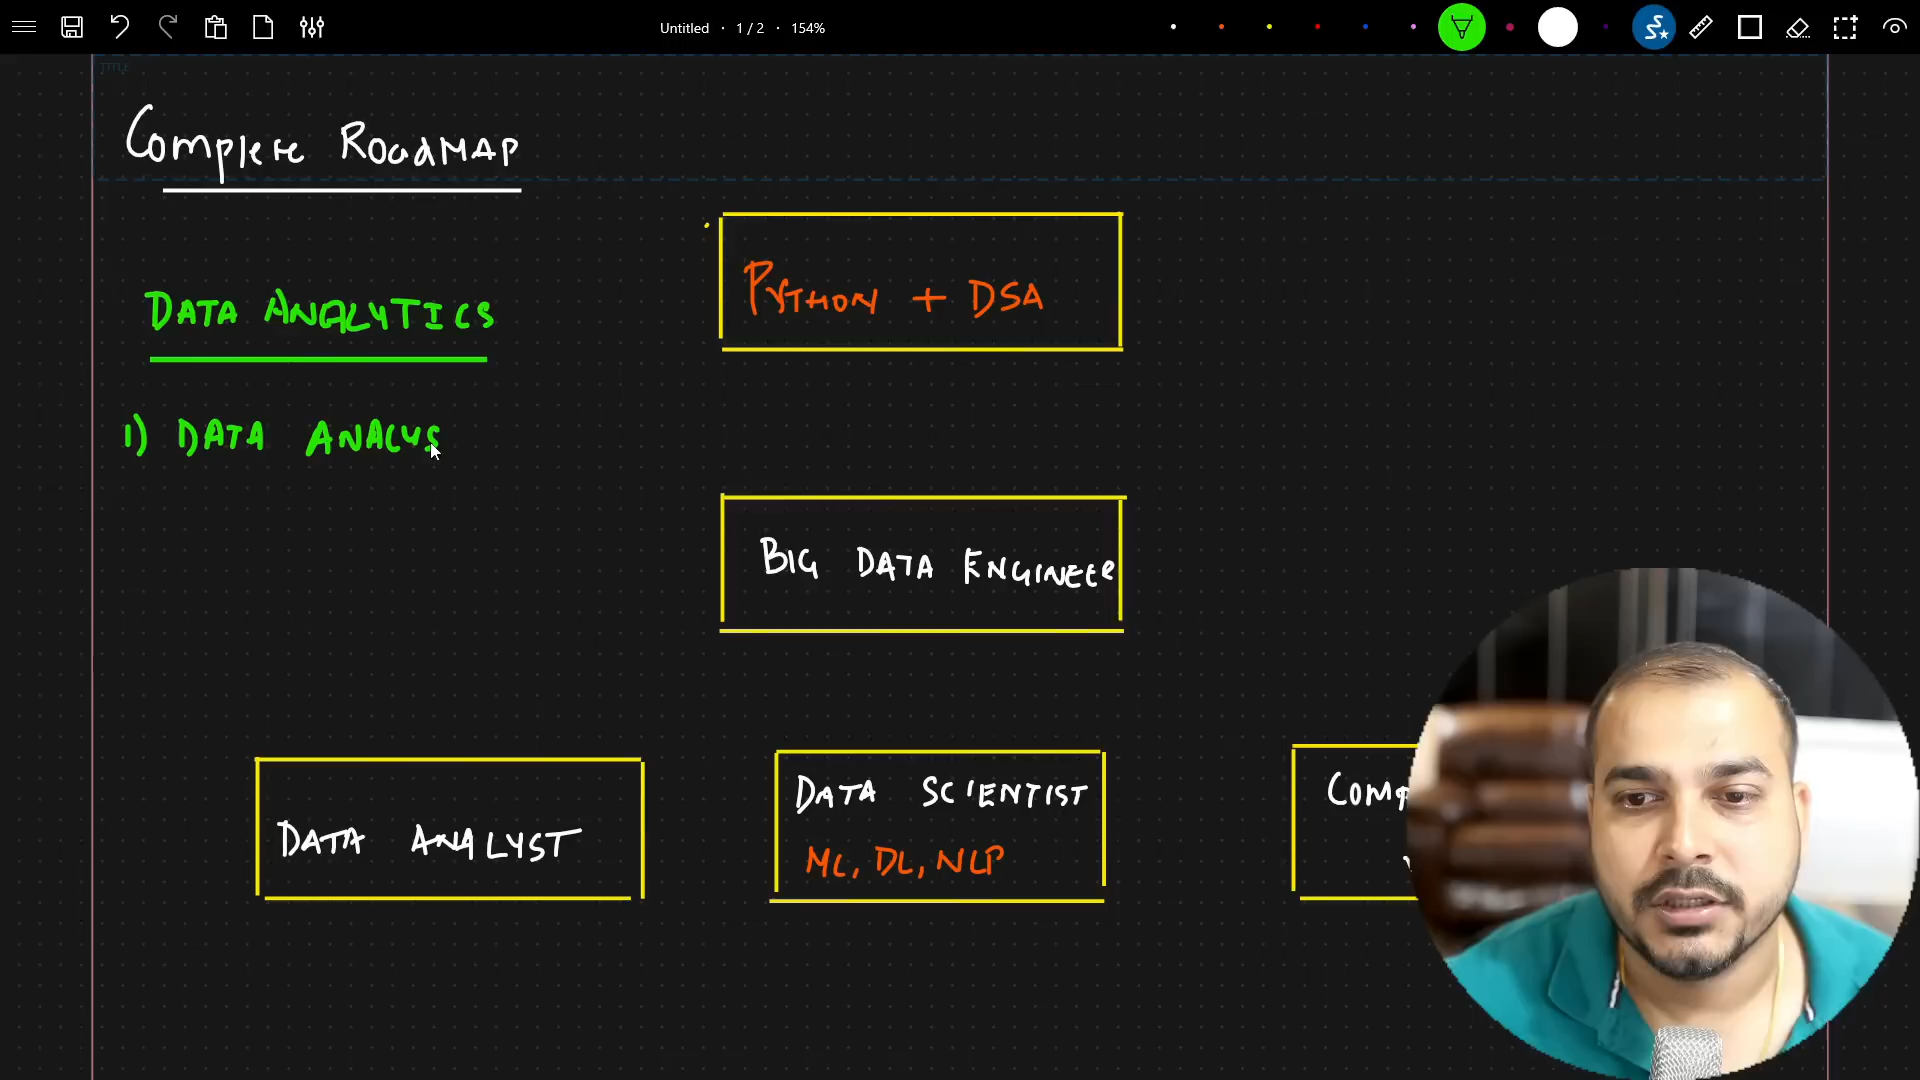 Untitled · 1 / 2 · 154%
TITLE
Complete RoadMAP
PYTHON + DSA
DATA ANALYTICS
1) DATA ANALYS
BIG DATA ENGINEER
DATA SCIENTIST
ML, DL, NLP
DATA ANALYST